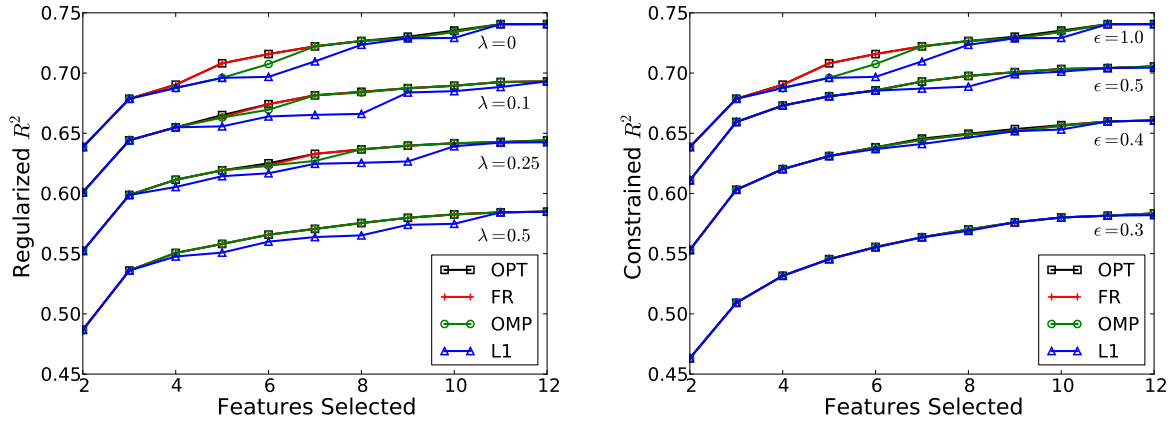 Regularized R²
0.75
0.70
0.65
0.60
0.55
0.50
0.45
λ=0
λ=0.1
λ=0.25
λ=0.5
OPT
FR
OMP
L1
2 4 6 8 10 12
Features Selected
Constrained R²
0.75
0.70
0.65
0.60
0.55
0.50
0.45
ϵ=1.0
ϵ=0.5
ϵ=0.4
ϵ=0.3
OPT
FR
OMP
L1
2 4 6 8 10 12
Features Selected